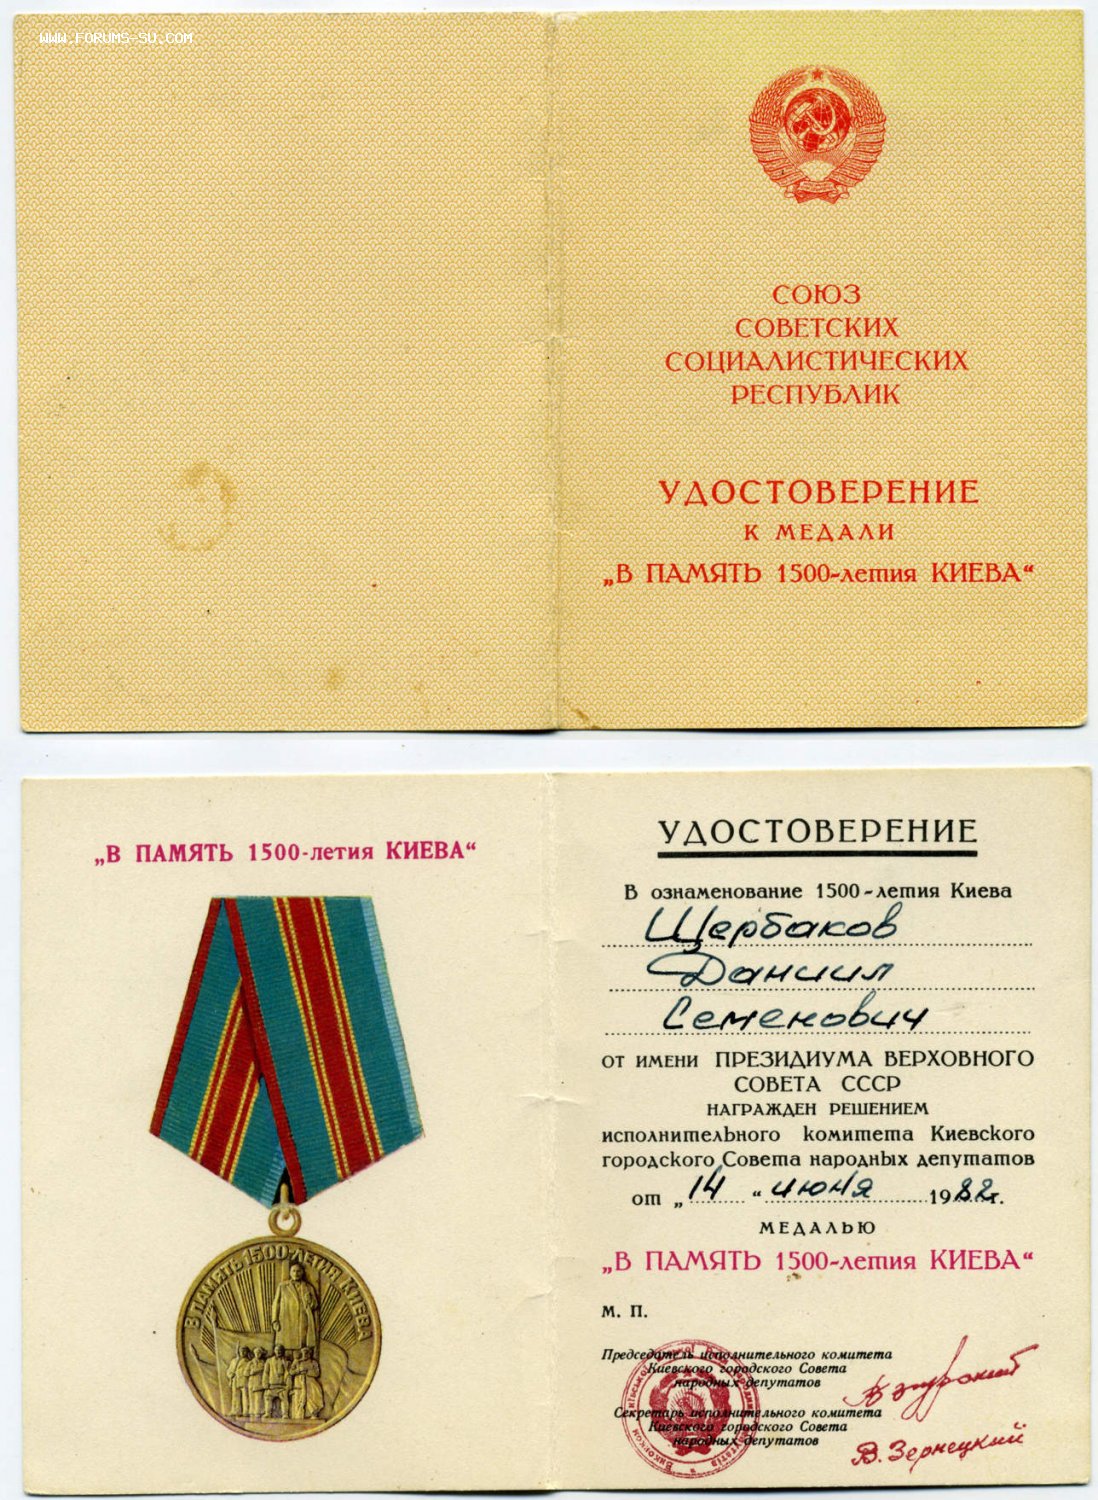 www.forums-su.com
СОЮЗ
СОВЕТСКИХ
СОЦИАЛИСТИЧЕСКИХ
РЕСПУБЛИК
УДОСТОВЕРЕНИЕ
К МЕДАЛИ
„В ПАМЯТЬ 1500-летия КИЕВА“
„В ПАМЯТЬ 1500-летия КИЕВА“
В ПАМЯТЬ 1500-ЛЕТИЯ КИЕВА
УДОСТОВЕРЕНИЕ
В ознаменование 1500-летия Киева
Щербаков
Даниил
Семенович
ОТ ИМЕНИ ПРЕЗИДИУМА ВЕРХОВНОГО
СОВЕТА СССР
НАГРАЖДЕН РЕШЕНИЕМ
исполнительного комитета Киевского
городского Совета народных депутатов
от „14“ июня 1982г.
МЕДАЛЬЮ
„В ПАМЯТЬ 1500-летия КИЕВА“
М. П.
Председатель исполнительного комитета
Киевского городского Совета
народных депутатов
Секретарь исполнительного комитета
Киевского городского Совета
народных депутатов
В. Зернецкий